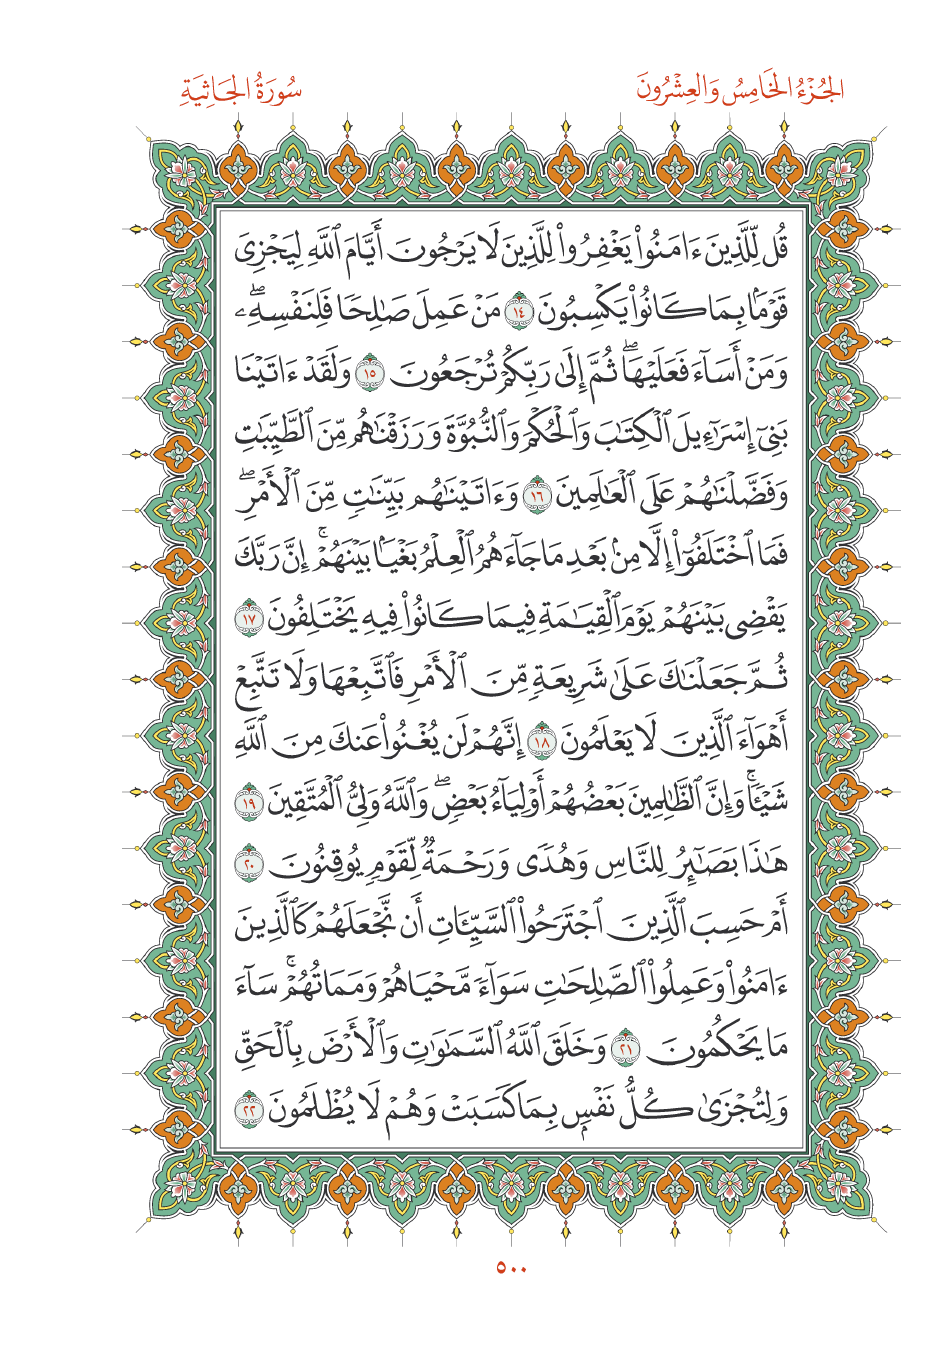 الجُزْءُ الخَامِسُ وَالعِشْرُونَ
سُورَةُ الجَاثِيَةِ
قُل لِّلَّذِينَ ءَامَنُوا۟ يَغْفِرُوا۟ لِلَّذِينَ لَا يَرْجُونَ أَيَّامَ ٱللَّهِ لِيَجْزِىَ
قَوْمَۢا بِمَا كَانُوا۟ يَكْسِبُونَ ١٤ مَنْ عَمِلَ صَـٰلِحًا فَلِنَفْسِهِۦۖ
وَمَنْ أَسَآءَ فَعَلَيْهَاۖ ثُمَّ إِلَىٰ رَبِّكُمْ تُرْجَعُونَ ١٥ وَلَقَدْ ءَاتَيْنَا
بَنِىٓ إِسْرَٰٓءِيلَ ٱلْكِتَـٰبَ وَٱلْحُكْمَ وَٱلنُّبُوَّةَ وَرَزَقْنَـٰهُم مِّنَ ٱلطَّيِّبَـٰتِ
وَفَضَّلْنَـٰهُمْ عَلَى ٱلْعَـٰلَمِينَ ١٦ وَءَاتَيْنَـٰهُم بَيِّنَـٰتٍ مِّنَ ٱلْأَمْرِۖ
فَمَا ٱخْتَلَفُوٓا۟ إِلَّا مِنۢ بَعْدِ مَا جَآءَهُمُ ٱلْعِلْمُ بَغْيَۢا بَيْنَهُمْۚ إِنَّ رَبَّكَ
يَقْضِى بَيْنَهُمْ يَوْمَ ٱلْقِيَـٰمَةِ فِيمَا كَانُوا۟ فِيهِ يَخْتَلِفُونَ ١٧
ثُمَّ جَعَلْنَـٰكَ عَلَىٰ شَرِيعَةٍ مِّنَ ٱلْأَمْرِ فَٱتَّبِعْهَا وَلَا تَتَّبِعْ
أَهْوَآءَ ٱلَّذِينَ لَا يَعْلَمُونَ ١٨ إِنَّهُمْ لَن يُغْنُوا۟ عَنكَ مِنَ ٱللَّهِ
شَيْـًٔاۚ وَإِنَّ ٱلظَّـٰلِمِينَ بَعْضُهُمْ أَوْلِيَآءُ بَعْضٍۖ وَٱللَّهُ وَلِىُّ ٱلْمُتَّقِينَ ١٩
هَـٰذَا بَصَـٰٓئِرُ لِلنَّاسِ وَهُدًى وَرَحْمَةٌ لِّقَوْمٍ يُوقِنُونَ ٢٠
أَمْ حَسِبَ ٱلَّذِينَ ٱجْتَرَحُوا۟ ٱلسَّيِّـَٔاتِ أَن نَّجْعَلَهُمْ كَٱلَّذِينَ
ءَامَنُوا۟ وَعَمِلُوا۟ ٱلصَّـٰلِحَـٰتِ سَوَآءً مَّحْيَاهُمْ وَمَمَاتُهُمْۚ سَآءَ
مَا يَحْكُمُونَ ٢١ وَخَلَقَ ٱللَّهُ ٱلسَّمَـٰوَٰتِ وَٱلْأَرْضَ بِٱلْحَقِّ
وَلِتُجْزَىٰ كُلُّ نَفْسٍۭ بِمَا كَسَبَتْ وَهُمْ لَا يُظْلَمُونَ ٢٢
٥٠٠